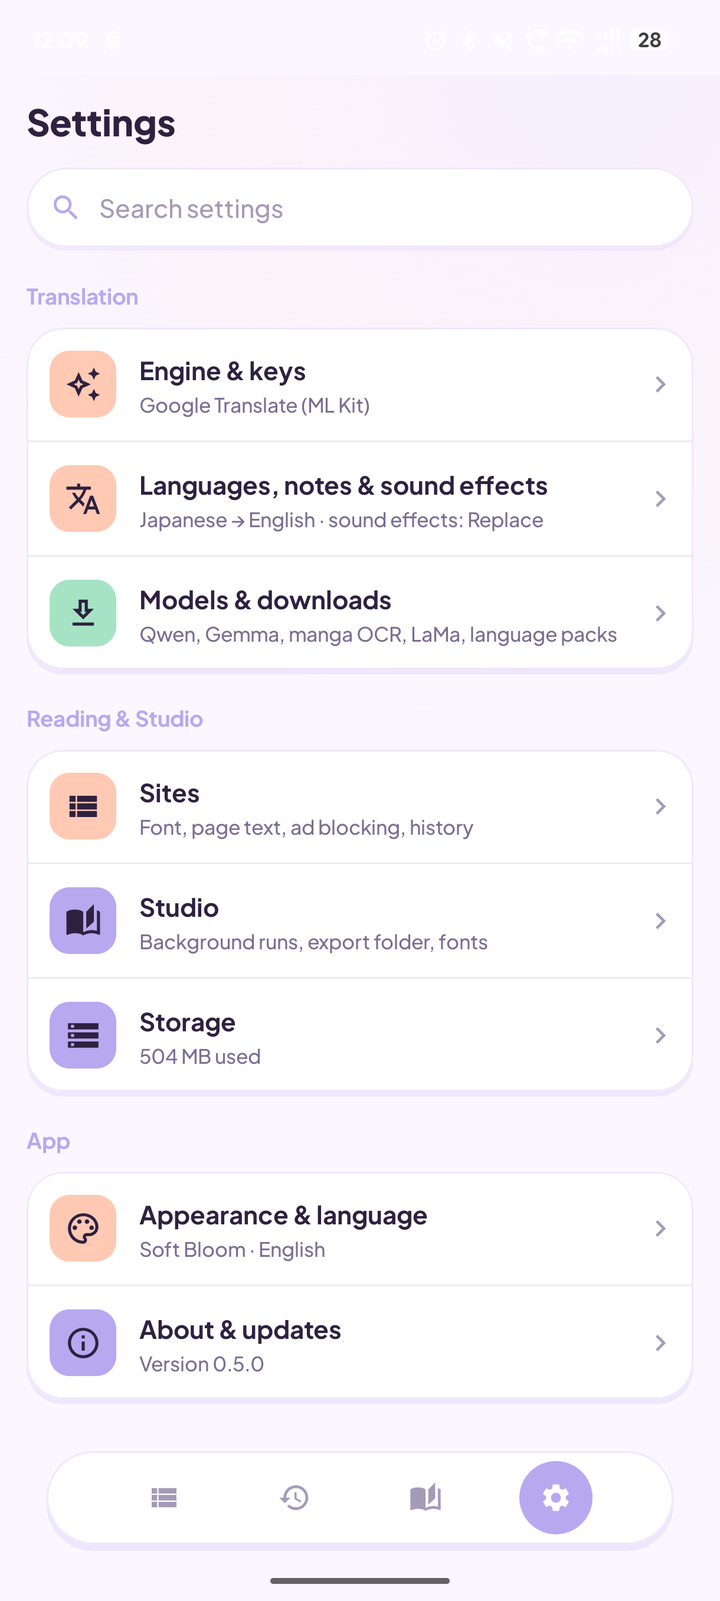 12:09
28
Settings
Search settings
Translation
Engine & keys
Google Translate (ML Kit)
Languages, notes & sound effects
Japanese → English · sound effects: Replace
Models & downloads
Qwen, Gemma, manga OCR, LaMa, language packs
Reading & Studio
Sites
Font, page text, ad blocking, history
Studio
Background runs, export folder, fonts
Storage
504 MB used
App
Appearance & language
Soft Bloom · English
About & updates
Version 0.5.0